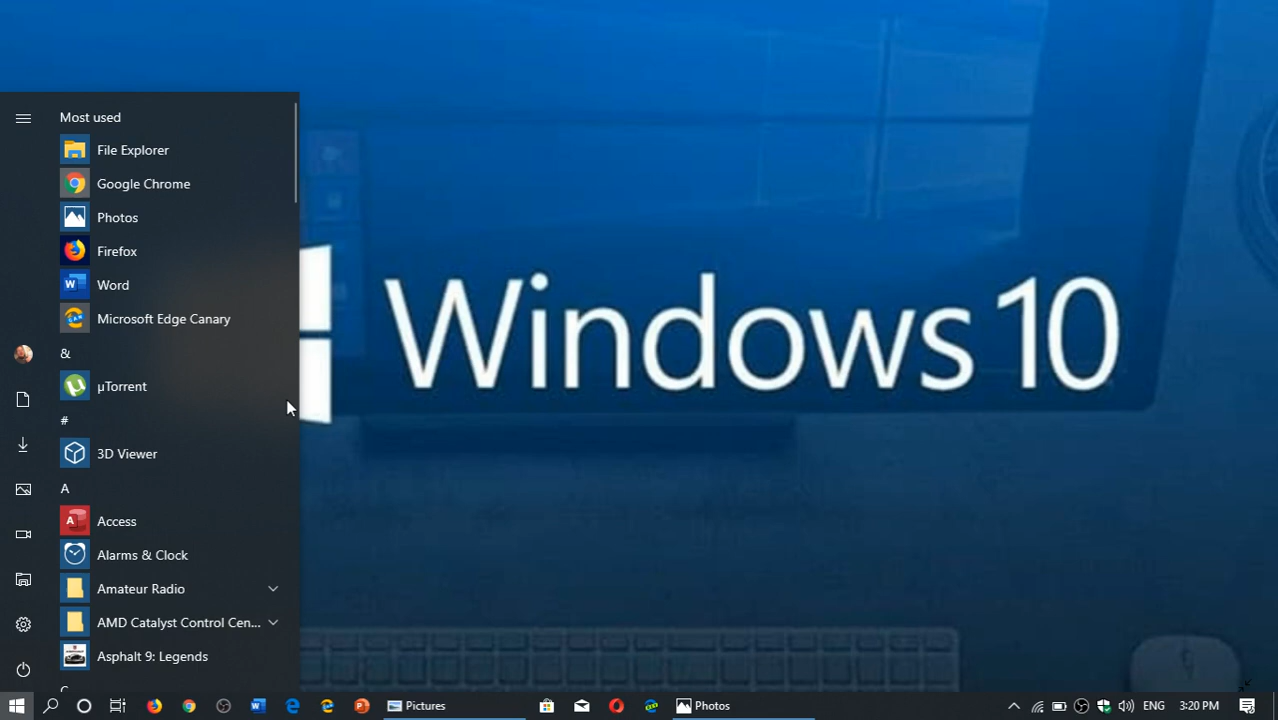 Most used
File Explorer
Google Chrome
Photos
Firefox
Word
Microsoft Edge Canary
&
µTorrent
#
3D Viewer
A
Access
Alarms & Clock
Amateur Radio
AMD Catalyst Control Cen...
Asphalt 9: Legends
Windows 10
Pictures
Photos
ENG
3:20 PM